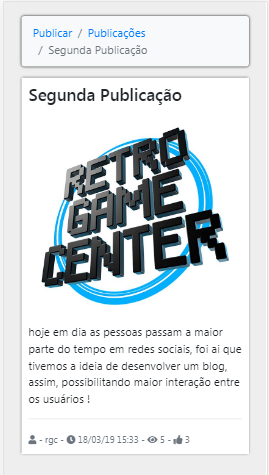 Publicar / Publicações
/ Segunda Publicação
Segunda Publicação
RETRO
GAME
CENTER
hoje em dia as pessoas passam a maior
parte do tempo em redes sociais, foi ai que
tivemos a ideia de desenvolver um blog,
assim, possibilitando maior interação entre
os usuários !
- rgc - 18/03/19 15:33 - 5 - 3